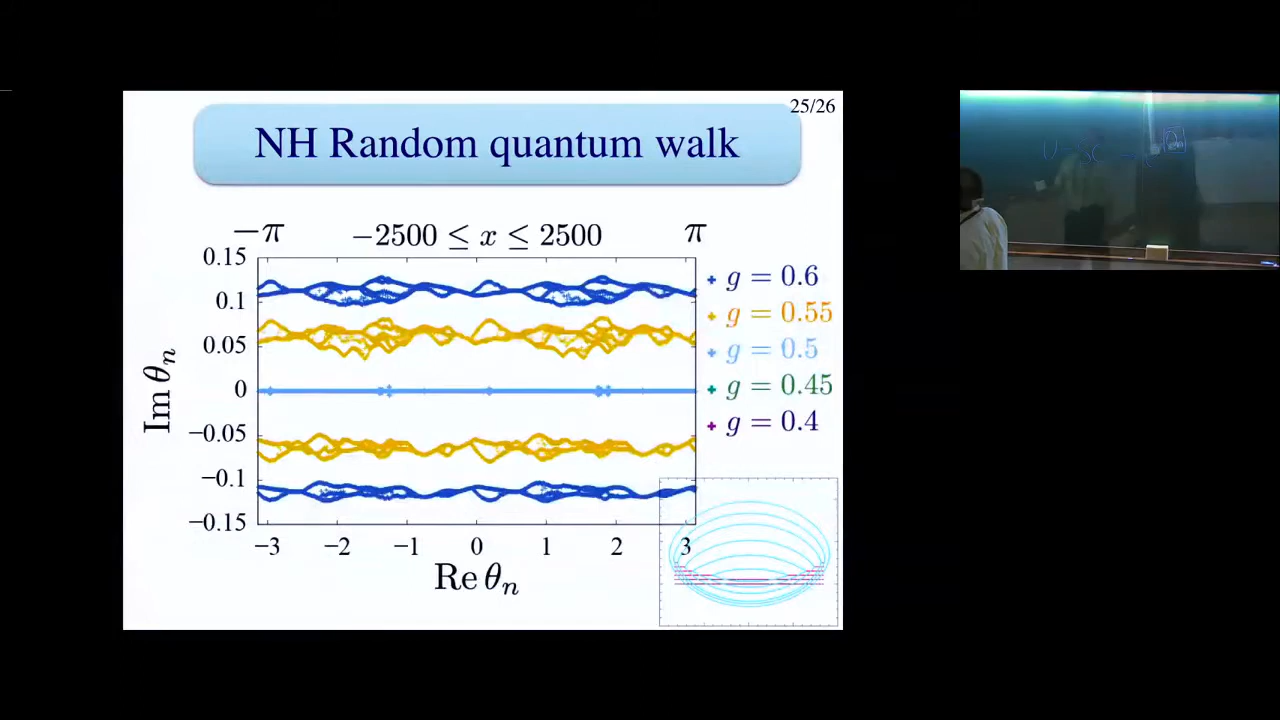 25/26
NH Random quantum walk
−π −2500 ≤ x ≤ 2500 π
0.15
0.1
0.05
0
−0.05
−0.1
−0.15
Im θₙ
−3 −2 −1 0 1 2 3
Re θₙ
g = 0.6
g = 0.55
g = 0.5
g = 0.45
g = 0.4